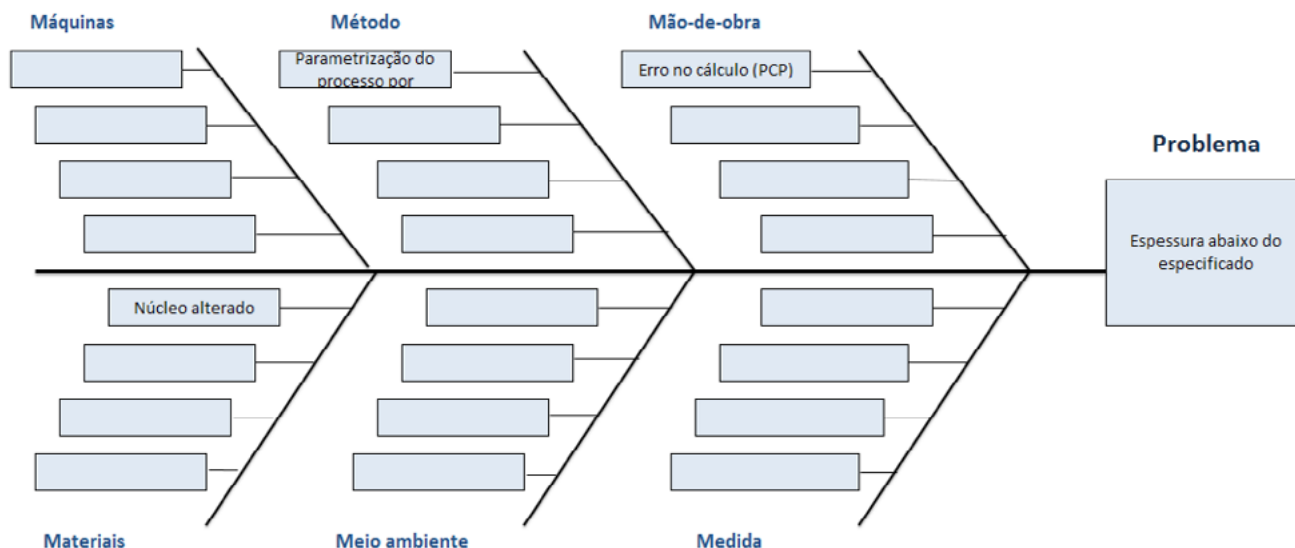 Máquinas
Método
Mão-de-obra
Parametrização do
processo por
Erro no cálculo (PCP)
Problema
Espessura abaixo do
especificado
Núcleo alterado
Materiais
Meio ambiente
Medida